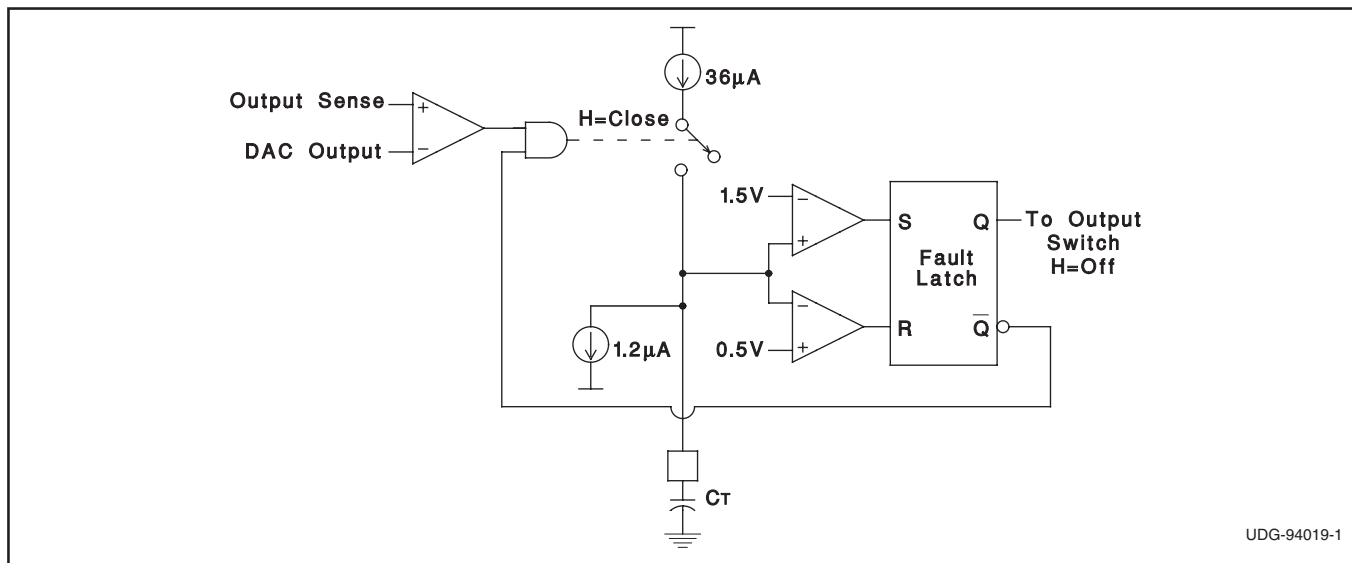 36μA
Output Sense
+
H=Close
DAC Output
−
1.5V
−
+
S
Q
To Output
Switch
H=Off
Fault
Latch
1.2μA
−
0.5V
+
R
Q̅
CT
UDG-94019-1